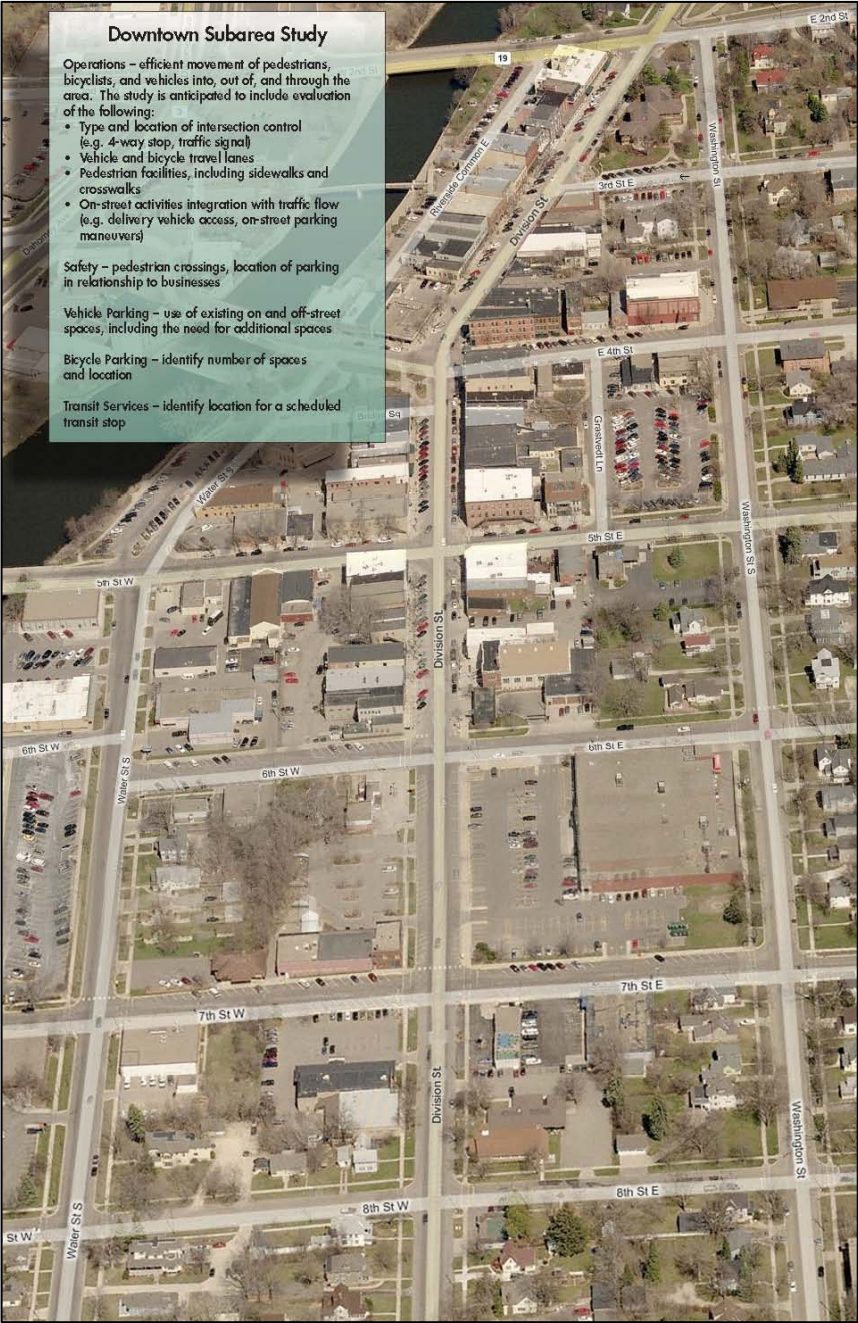 Downtown Subarea Study
Operations – efficient movement of pedestrians,
bicyclists, and vehicles into, out of, and through the
area. The study is anticipated to include evaluation
of the following:
• Type and location of intersection control
(e.g. 4-way stop, traffic signal)
• Vehicle and bicycle travel lanes
• Pedestrian facilities, including sidewalks and
crosswalks
• On-street activities integration with traffic flow
(e.g. delivery vehicle access, on-street parking
maneuvers)
Safety – pedestrian crossings, location of parking
in relationship to businesses
Vehicle Parking – use of existing on and off-street
spaces, including the need for additional spaces
Bicycle Parking – identify number of spaces
and location
Transit Services – identify location for a scheduled
transit stop
E 2nd St
19
Washington St
Riverside Common E
3rd St E
Division St
E 4th St
Sq
Grastvedt Ln
Water St S
Washington St S
5th St E
5th St W
Division St
6th St E
6th St W
6th St W
Water St S
7th St E
7th St W
Division St
Washington St
8th St E
8th St W
St W
Water St S